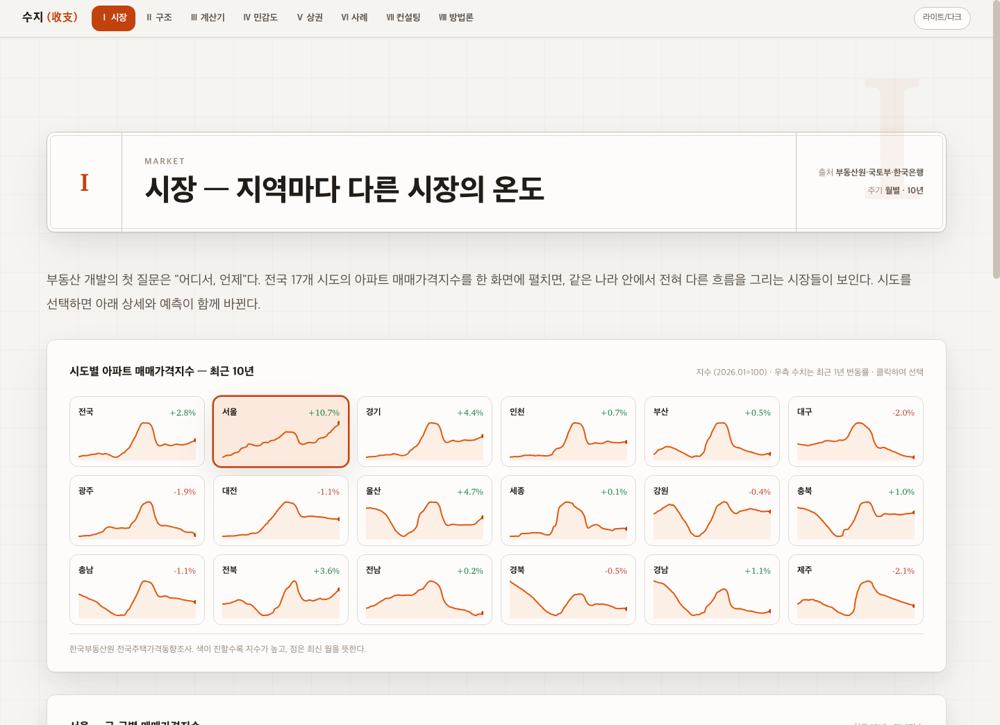 수지 (收支)
Ⅰ 시장
Ⅱ 구조
Ⅲ 계산기
Ⅳ 민감도
Ⅴ 상권
Ⅵ 사례
Ⅶ 컨설팅
Ⅷ 방법론
라이트/다크
I
I
MARKET
시장 — 지역마다 다른 시장의 온도
출처 부동산원·국토부·한국은행
주기 월별 · 10년
부동산 개발의 첫 질문은 "어디서, 언제"다. 전국 17개 시도의 아파트 매매가격지수를 한 화면에 펼치면, 같은 나라 안에서 전혀 다른 흐름을 그리는 시장들이 보인다. 시도를
선택하면 아래 상세와 예측이 함께 바뀐다.
시도별 아파트 매매가격지수 — 최근 10년
지수 (2026.01=100) · 우측 수치는 최근 1년 변동률 · 클릭하여 선택
전국 +2.8%
서울 +10.7%
경기 +4.4%
인천 +0.7%
부산 +0.5%
대구 -2.0%
광주 -1.9%
대전 -1.1%
울산 +4.7%
세종 +0.1%
강원 -0.4%
충북 +1.0%
충남 -1.1%
전북 +3.6%
전남 +0.2%
경북 -0.5%
경남 +1.1%
제주 -2.1%
한국부동산원 전국주택가격동향조사. 색이 진할수록 지수가 높고, 점은 최신 월을 뜻한다.